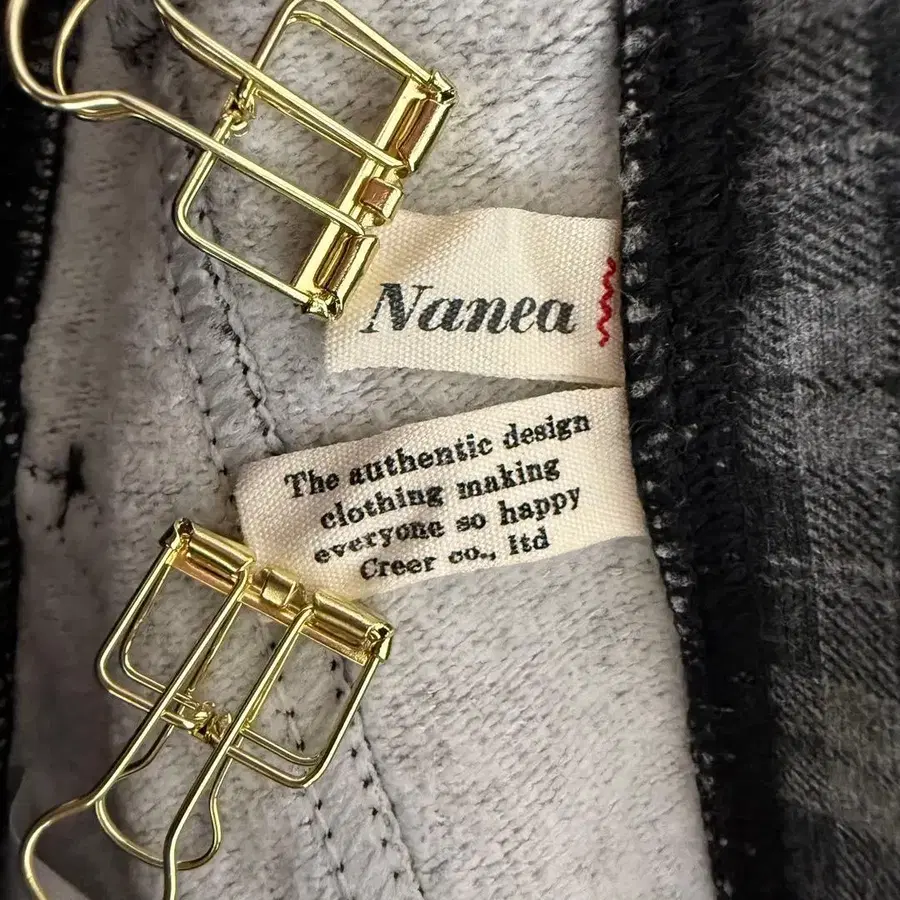 Nanea
The authentic design
clothing making
everyone so happy
Creer co., ltd